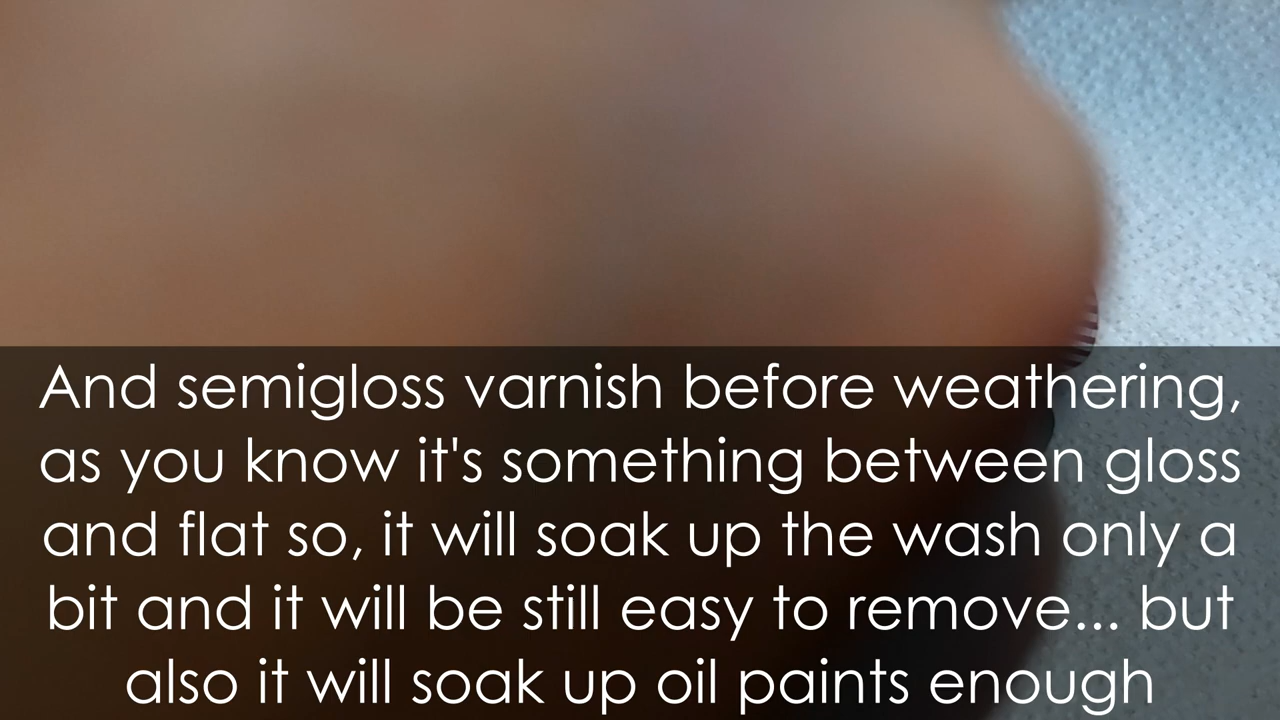 And semigloss varnish before weathering,
as you know it's something between gloss
and flat so, it will soak up the wash only a
bit and it will be still easy to remove... but
also it will soak up oil paints enough